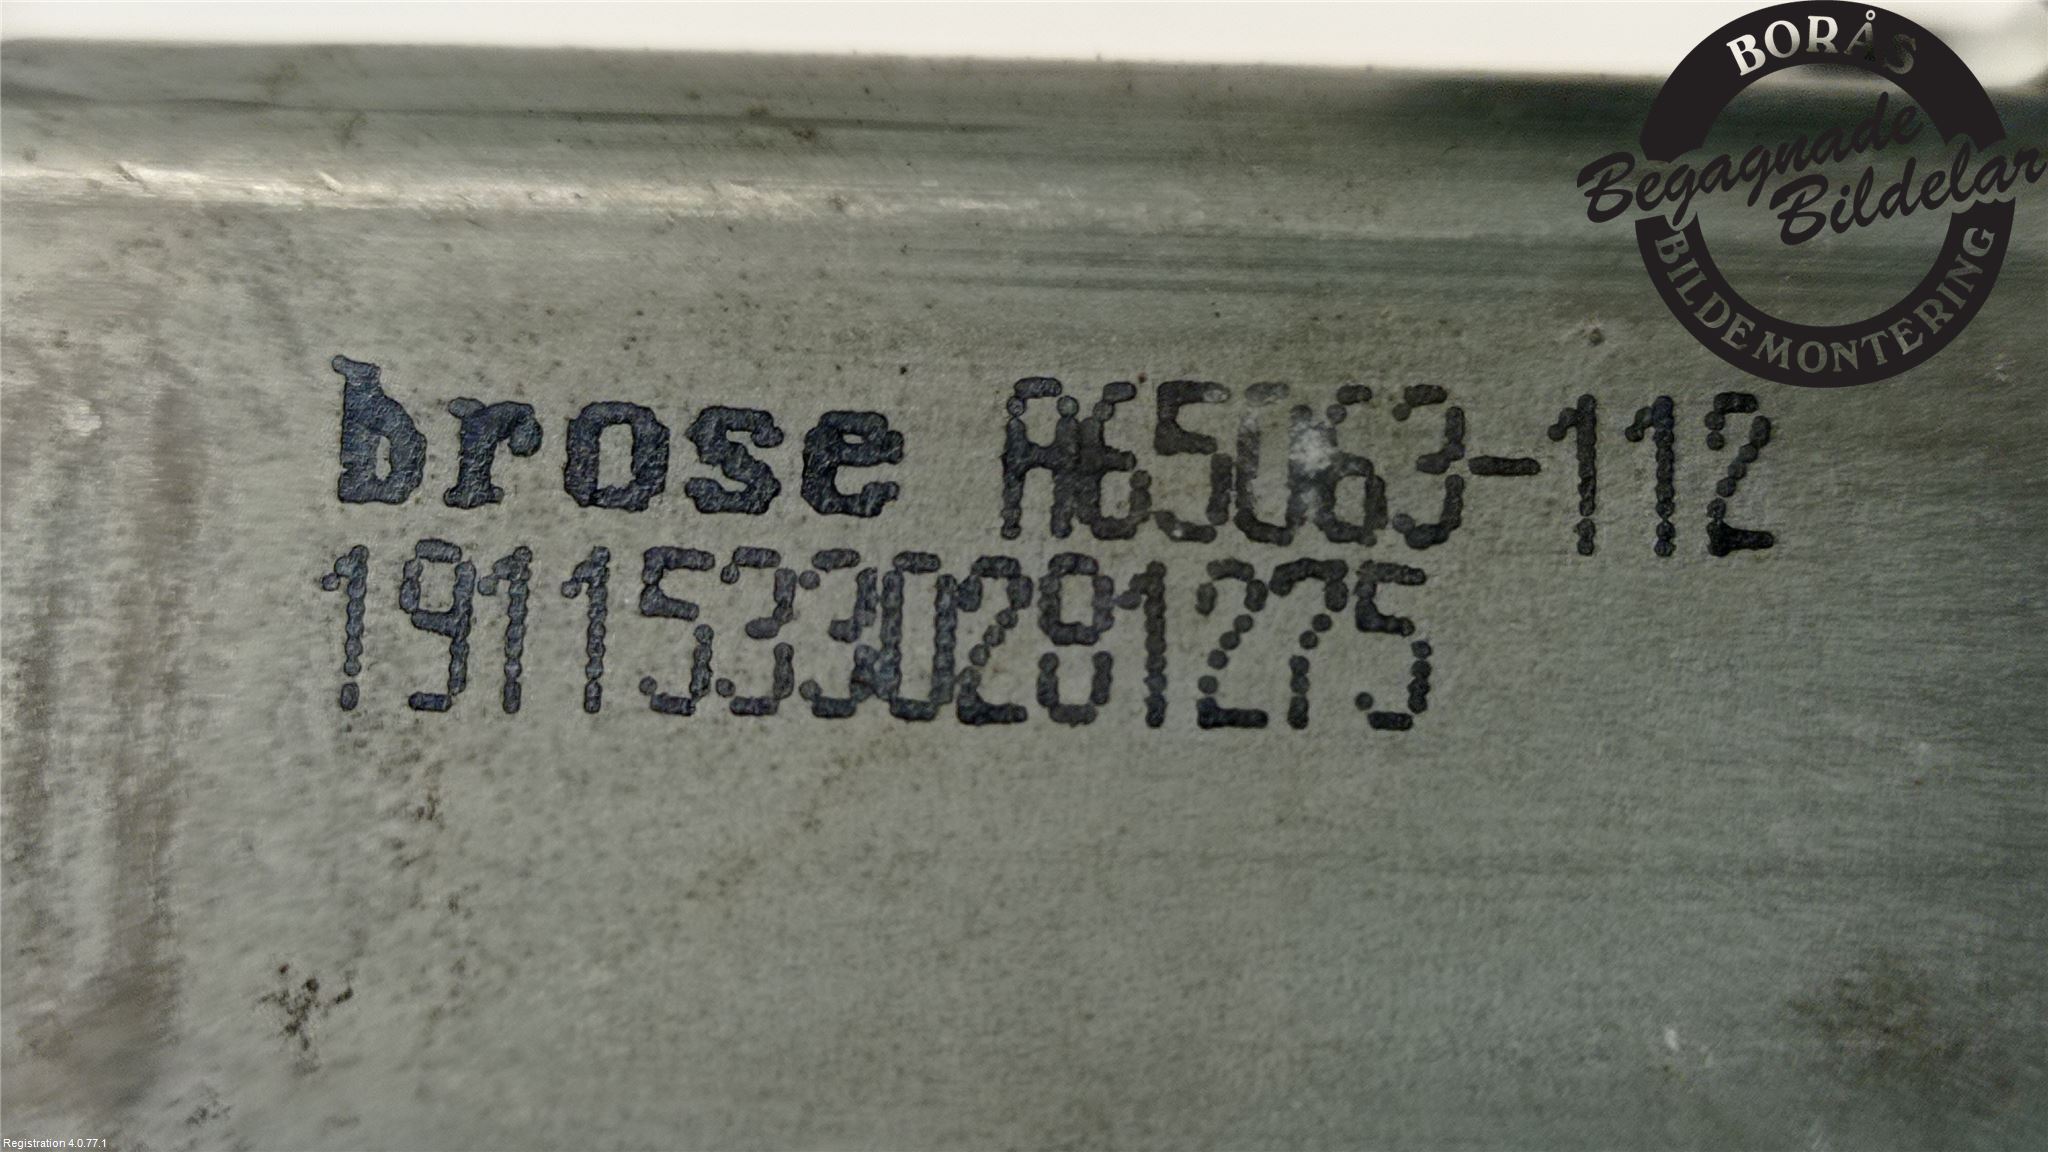 BORÅS
Begagnade
Bildelar
BILDEMONTERING
brose A65063-112
19115330281275
Registration 4.0.77.1